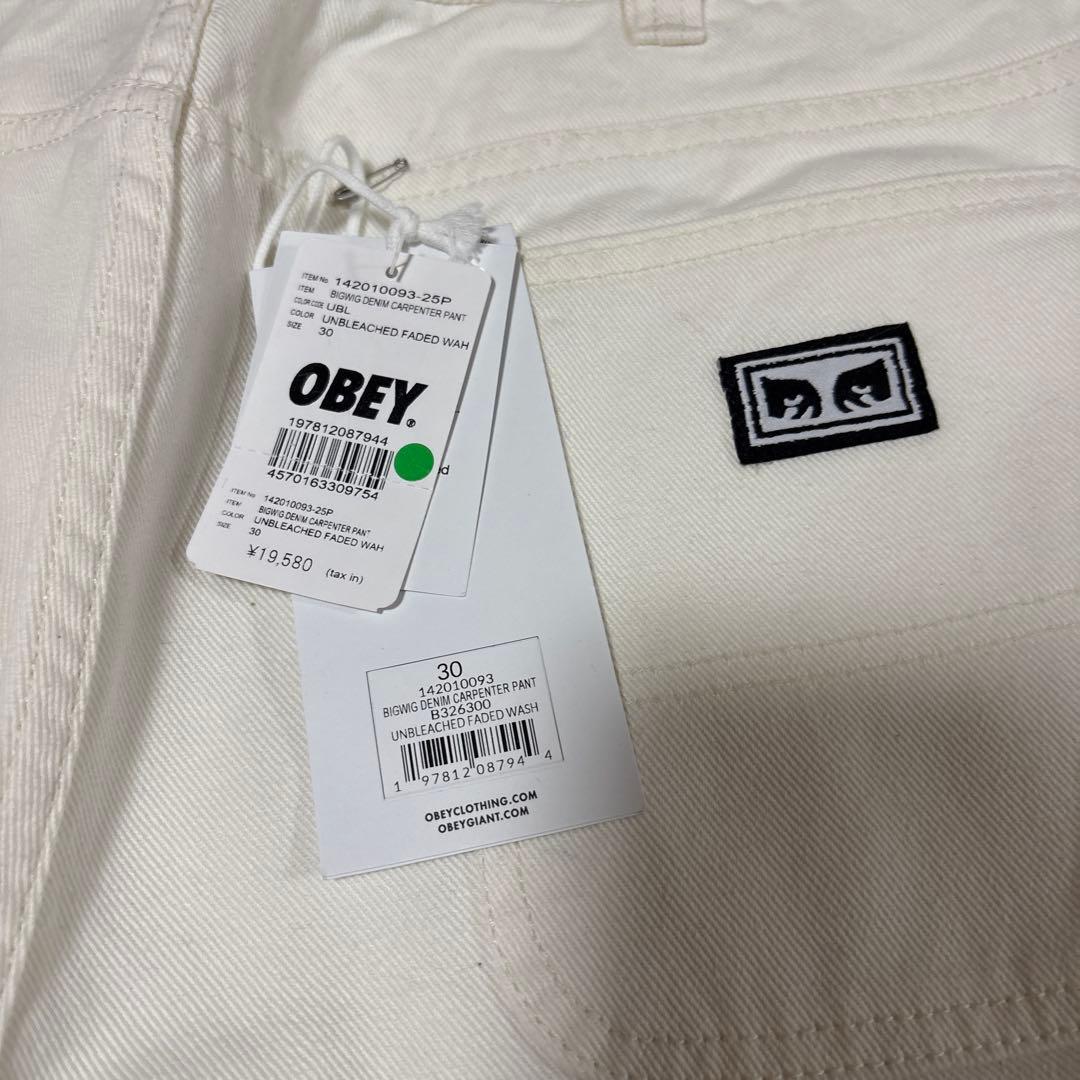 ITEM No 142010093-25P
ITEM BIGWIG DENIM CARPENTER PANT
COLOR CODE UBL
COLOR UNBLEACHED FADED WAH
SIZE 30
OBEY®
197812087944
4570163309754
ITEM No 142010093-25P
ITEM BIGWIG DENIM CARPENTER PANT
COLOR UNBLEACHED FADED WAH
SIZE 30
¥19,580 (tax in)
30
142010093
BIGWIG DENIM CARPENTER PANT
B326300
UNBLEACHED FADED WASH
1 97812 08794 4
OBEYCLOTHING.COM
OBEYGIANT.COM